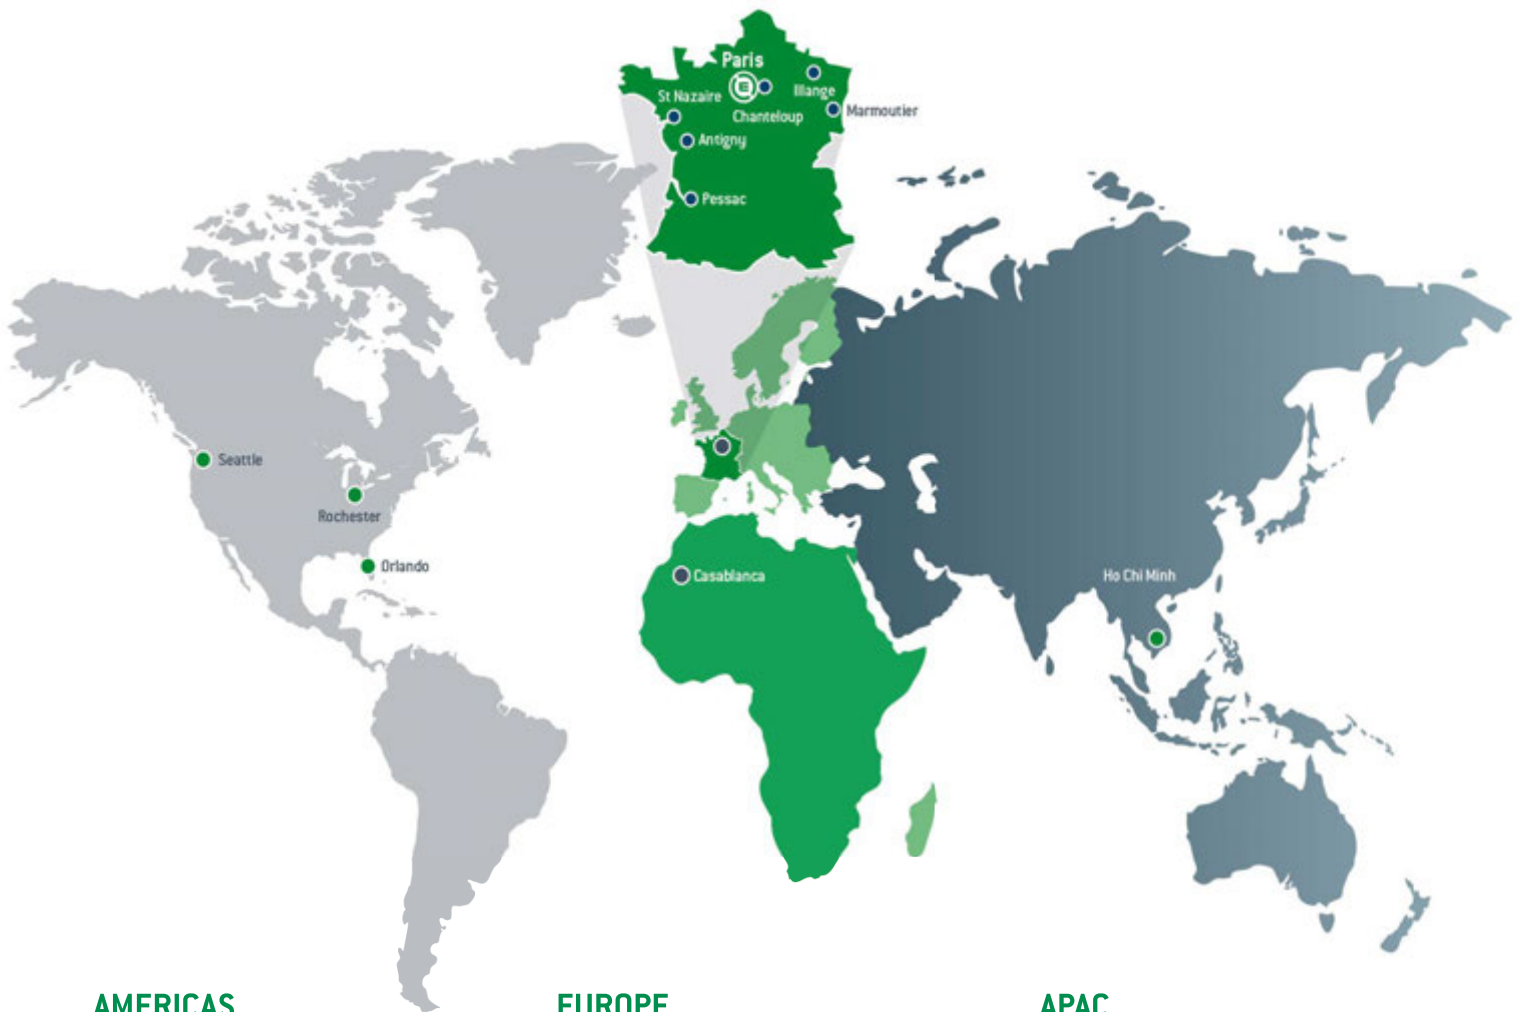 Paris
Illange
St Nazaire
Marmoutier
Chanteloup
Antigny
Pessac
Seattle
Rochester
Orlando
Casablanca
Ho Chi Minh
AMERICAS
EUROPE
APAC